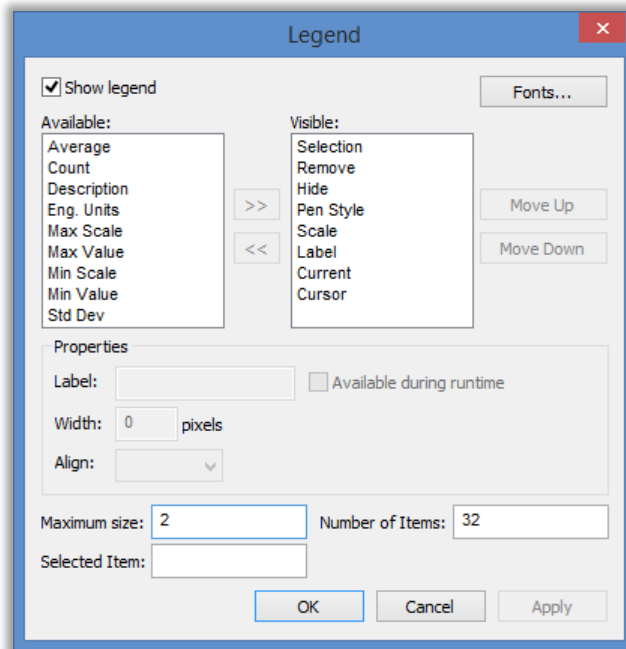 Legend
Show legend
Fonts...
Available:
Visible:
Average
Count
Description
Eng. Units
Max Scale
Max Value
Min Scale
Min Value
Std Dev
>>
<<
Selection
Remove
Hide
Pen Style
Scale
Label
Current
Cursor
Move Up
Move Down
Properties
Label:
Available during runtime
Width: 0 pixels
Align:
Maximum size: 2 Number of Items: 32
Selected Item:
OK Cancel Apply